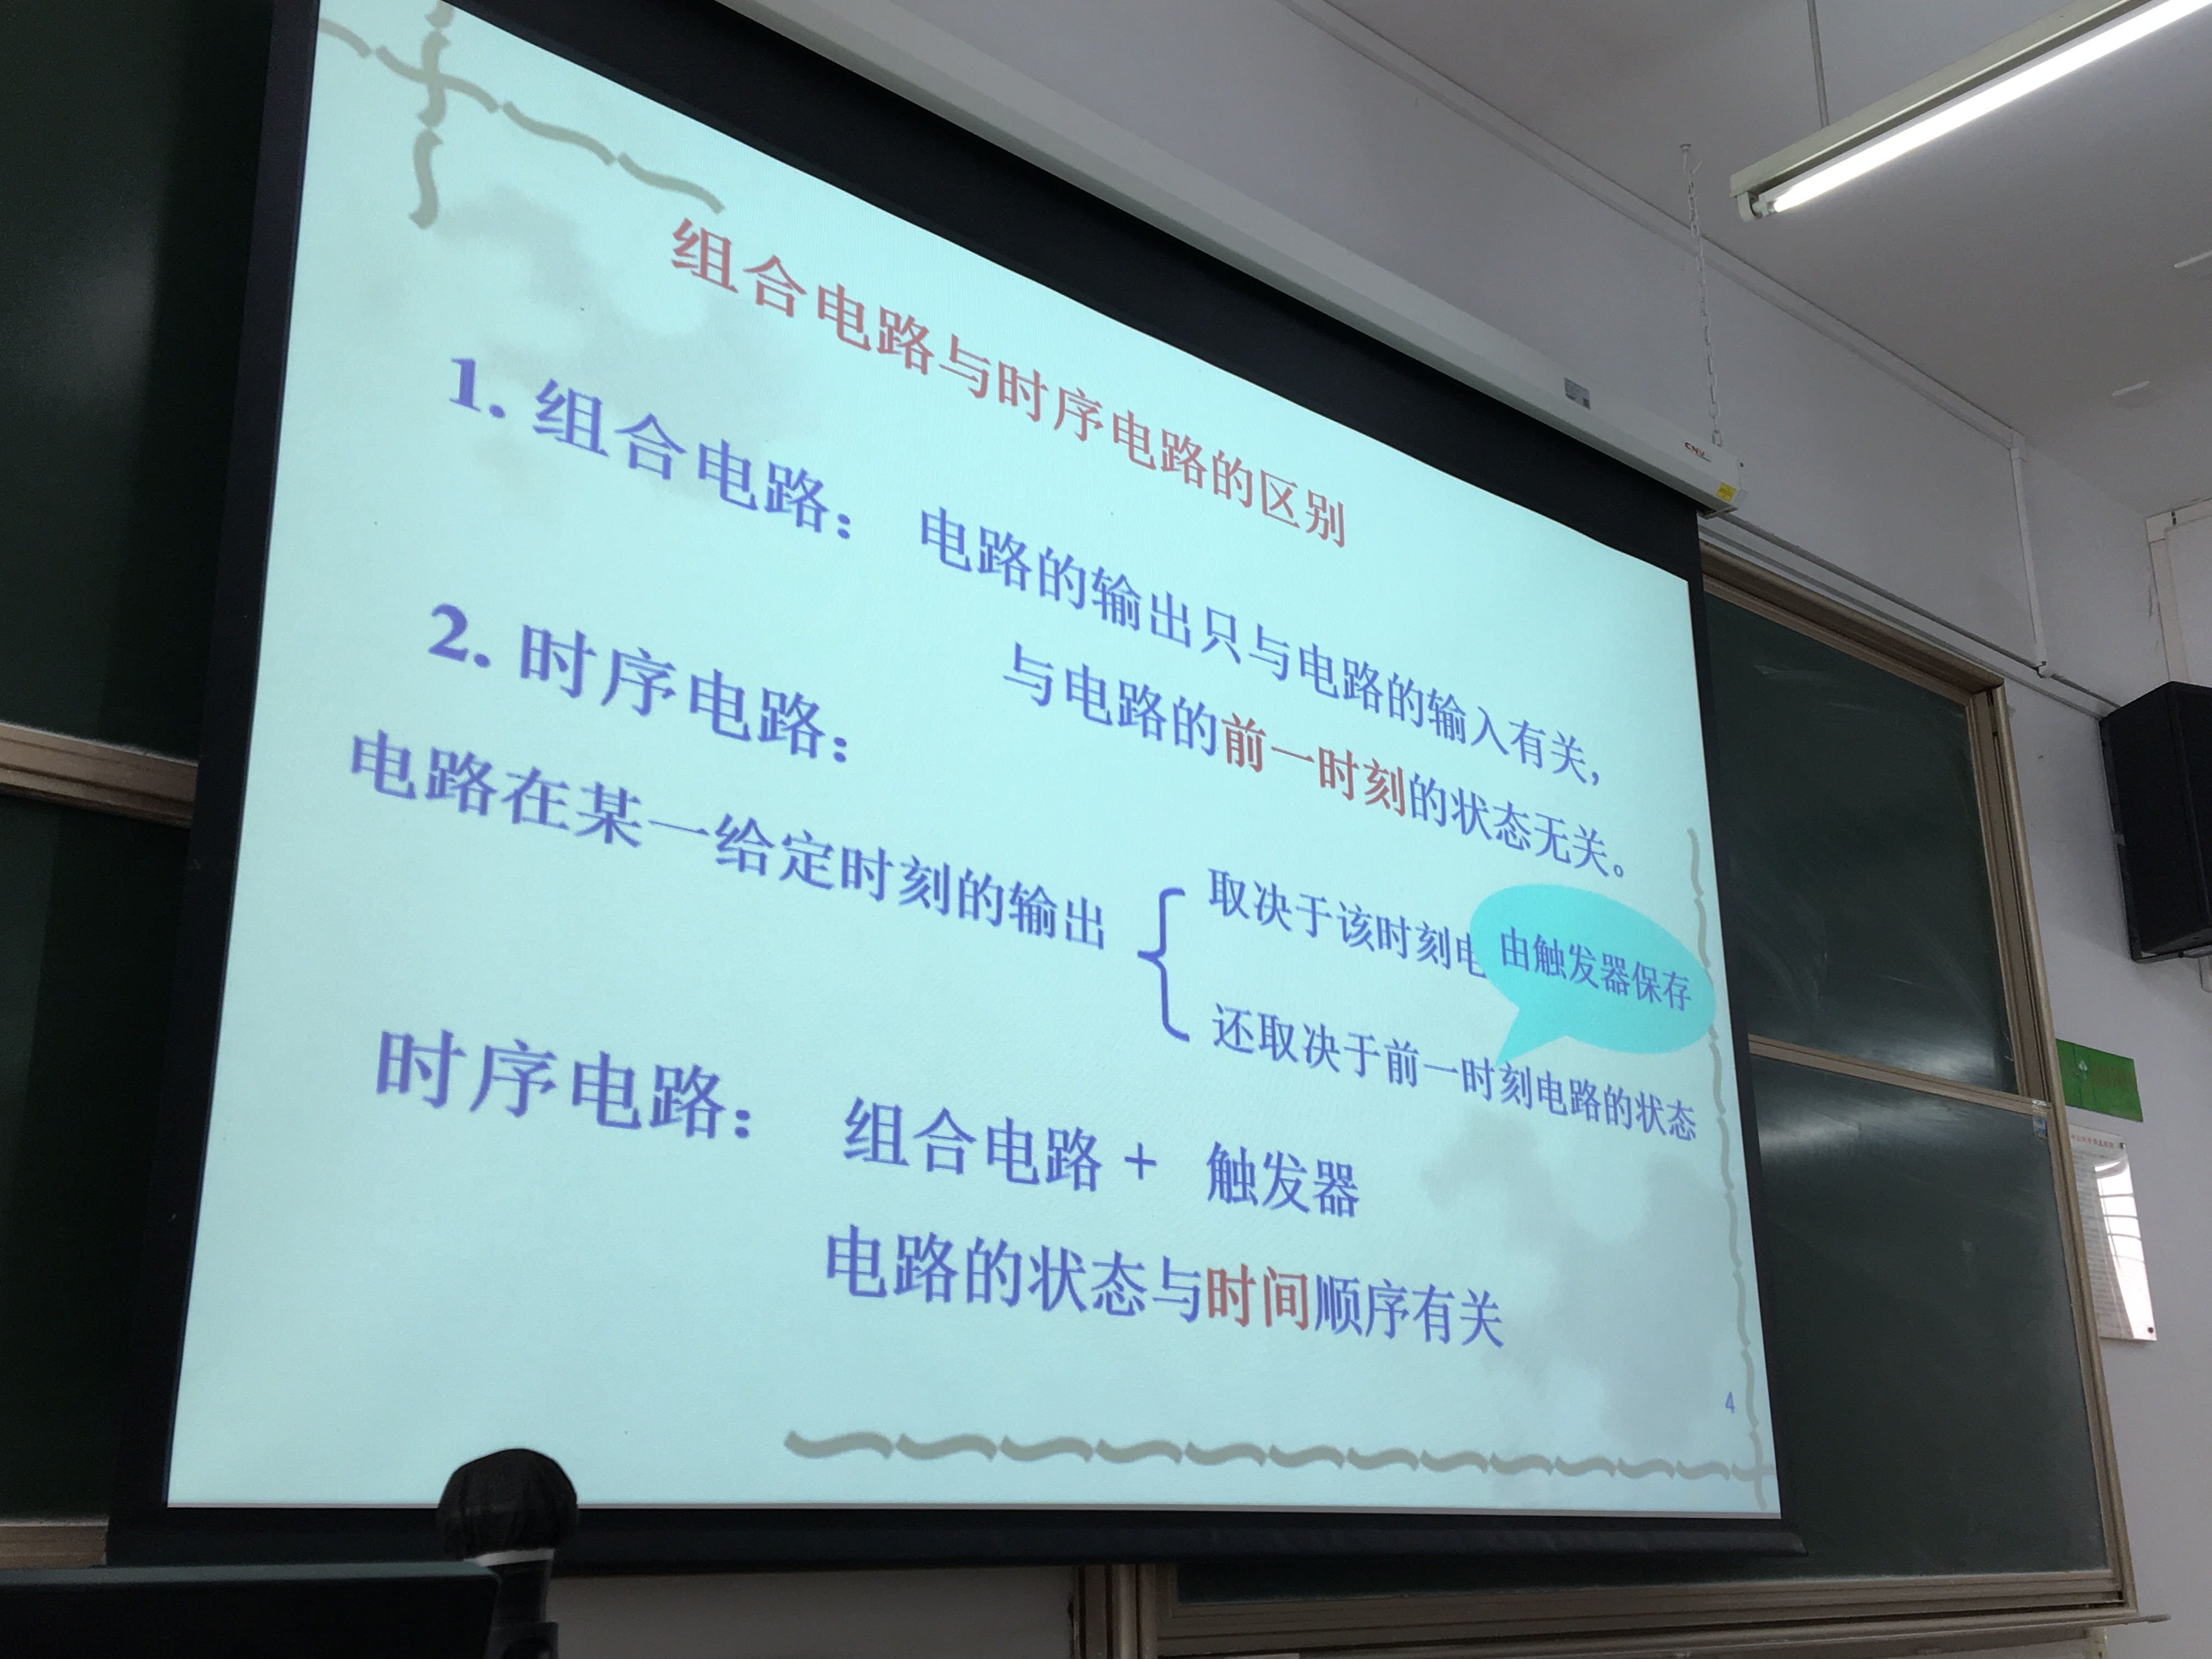 组合电路与时序电路的区别
1. 组合电路： 电路的输出只与电路的输入有关，
与电路的前一时刻的状态无关。
2. 时序电路：
电路在某一给定时刻的输出
取决于该时刻电
由触发器保存
还取决于前一时刻电路的状态
时序电路： 组合电路 + 触发器
电路的状态与时间顺序有关
4